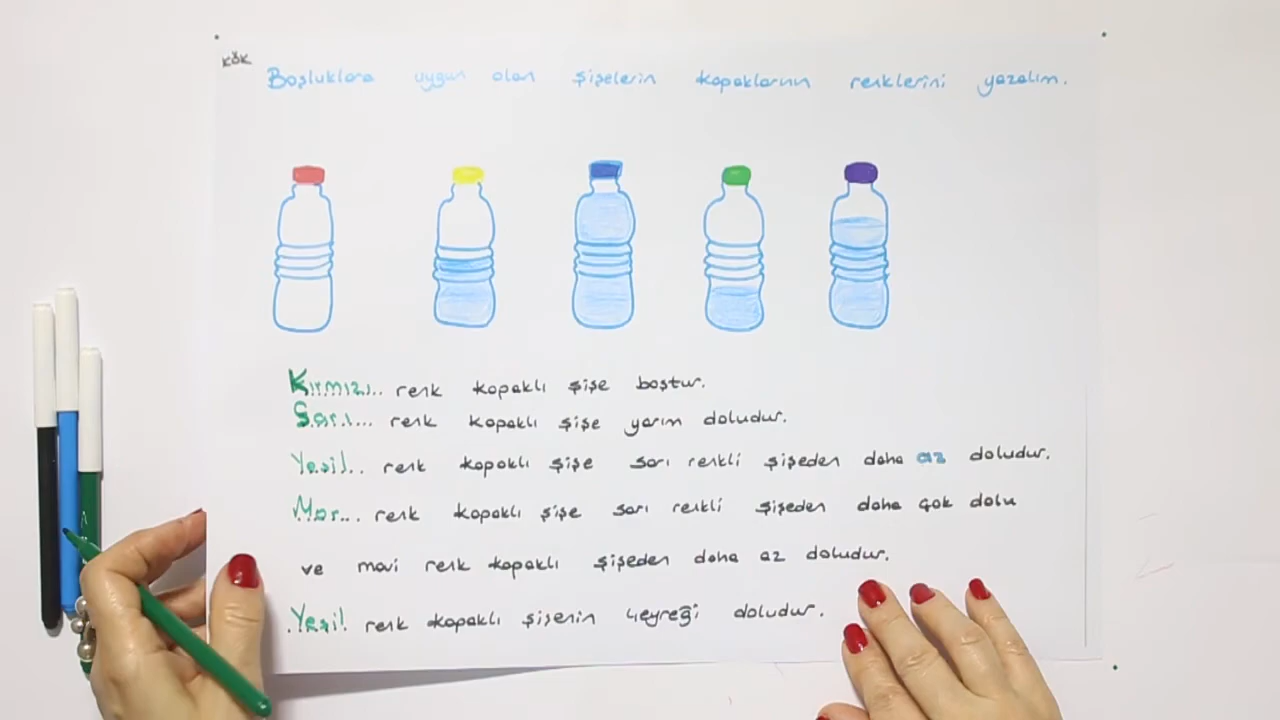 KÖK
Boşluklara uygun olan şişelerin kapaklarının renklerini yazalım.
Kırmızı.. renk kapaklı şişe boştur.
Sarı... renk kapaklı şişe yarım doludur.
Yeşil.. renk kapaklı şişe sarı renkli şişeden daha az doludur.
Mor... renk kapaklı şişe sarı renkli şişeden daha çok dolu
ve mavi renk kapaklı şişeden daha az doludur.
.Yeşil. renk kapaklı şişenin çeyreği doludur.